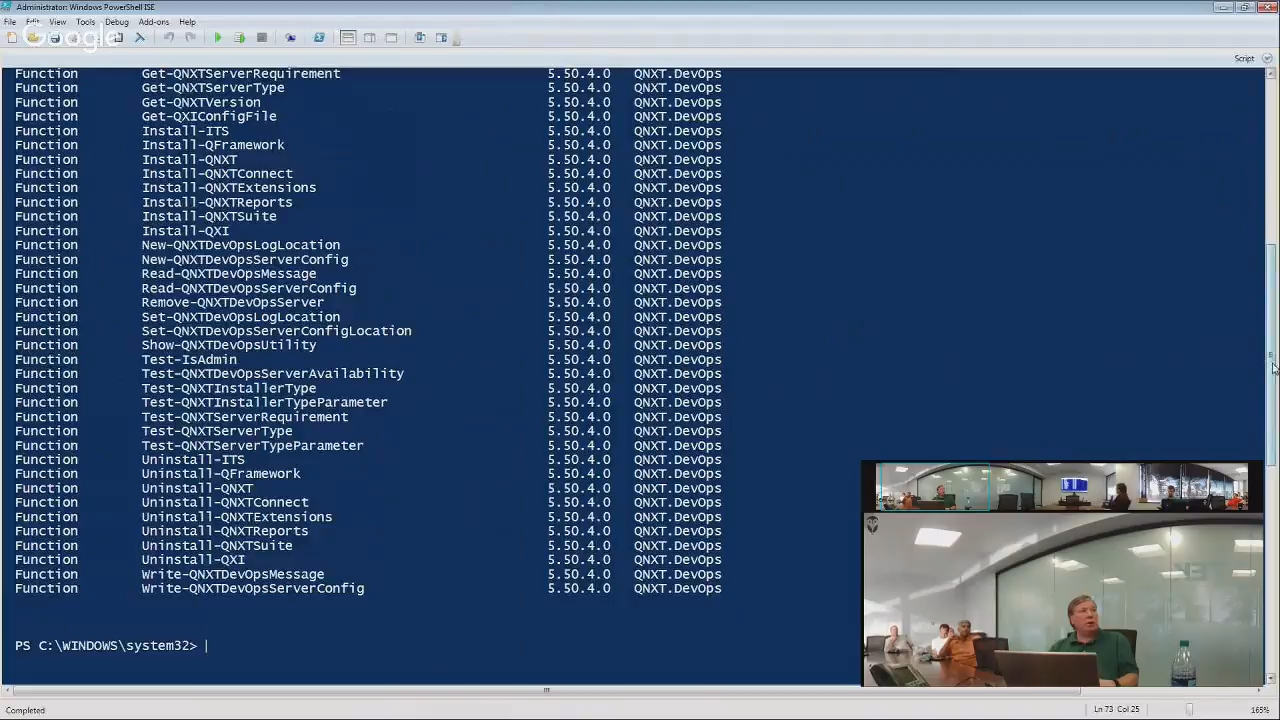 Administrator: Windows PowerShell ISE
File Edit View Tools Debug Add-ons Help
Google
Script
Function Get-QNXTServerRequirement 5.50.4.0 QNXT.DevOps
Function Get-QNXTServerType 5.50.4.0 QNXT.DevOps
Function Get-QNXTVersion 5.50.4.0 QNXT.DevOps
Function Get-QXIConfigFile 5.50.4.0 QNXT.DevOps
Function Install-ITS 5.50.4.0 QNXT.DevOps
Function Install-QFramework 5.50.4.0 QNXT.DevOps
Function Install-QNXT 5.50.4.0 QNXT.DevOps
Function Install-QNXTConnect 5.50.4.0 QNXT.DevOps
Function Install-QNXTExtensions 5.50.4.0 QNXT.DevOps
Function Install-QNXTReports 5.50.4.0 QNXT.DevOps
Function Install-QNXTSuite 5.50.4.0 QNXT.DevOps
Function Install-QXI 5.50.4.0 QNXT.DevOps
Function New-QNXTDevOpsLogLocation 5.50.4.0 QNXT.DevOps
Function New-QNXTDevOpsServerConfig 5.50.4.0 QNXT.DevOps
Function Read-QNXTDevOpsMessage 5.50.4.0 QNXT.DevOps
Function Read-QNXTDevOpsServerConfig 5.50.4.0 QNXT.DevOps
Function Remove-QNXTDevOpsServer 5.50.4.0 QNXT.DevOps
Function Set-QNXTDevOpsLogLocation 5.50.4.0 QNXT.DevOps
Function Set-QNXTDevOpsServerConfigLocation 5.50.4.0 QNXT.DevOps
Function Show-QNXTDevOpsUtility 5.50.4.0 QNXT.DevOps
Function Test-IsAdmin 5.50.4.0 QNXT.DevOps
Function Test-QNXTDevOpsServerAvailability 5.50.4.0 QNXT.DevOps
Function Test-QNXTInstallerType 5.50.4.0 QNXT.DevOps
Function Test-QNXTInstallerTypeParameter 5.50.4.0 QNXT.DevOps
Function Test-QNXTServerRequirement 5.50.4.0 QNXT.DevOps
Function Test-QNXTServerType 5.50.4.0 QNXT.DevOps
Function Test-QNXTServerTypeParameter 5.50.4.0 QNXT.DevOps
Function Uninstall-ITS 5.50.4.0 QNXT.DevOps
Function Uninstall-QFramework 5.50.4.0 QNXT.DevOps
Function Uninstall-QNXT 5.50.4.0 QNXT.DevOps
Function Uninstall-QNXTConnect 5.50.4.0 QNXT.DevOps
Function Uninstall-QNXTExtensions 5.50.4.0 QNXT.DevOps
Function Uninstall-QNXTReports 5.50.4.0 QNXT.DevOps
Function Uninstall-QNXTSuite 5.50.4.0 QNXT.DevOps
Function Uninstall-QXI 5.50.4.0 QNXT.DevOps
Function Write-QNXTDevOpsMessage 5.50.4.0 QNXT.DevOps
Function Write-QNXTDevOpsServerConfig 5.50.4.0 QNXT.DevOps
PS C:\WINDOWS\system32>
Completed Ln 73 Col 25 165%